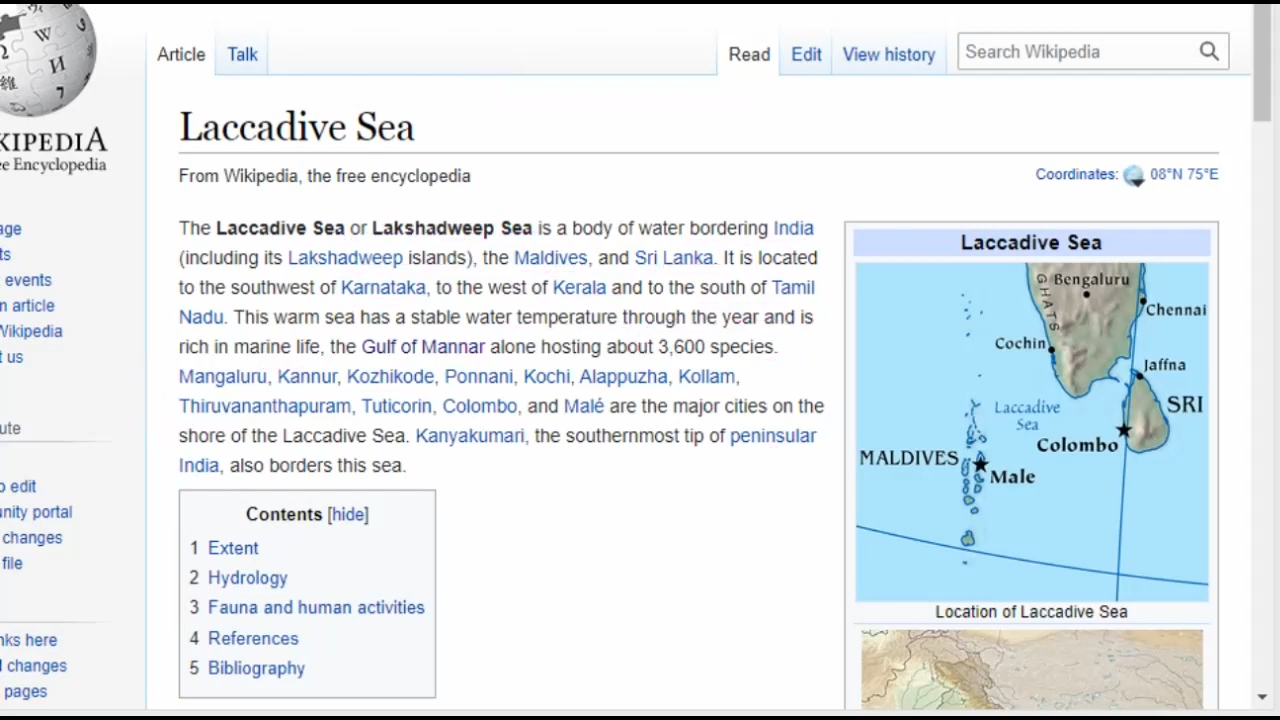 Article
Talk
Read
Edit
View history
Search Wikipedia
KIPEDIA
ee Encyclopedia
Laccadive Sea
From Wikipedia, the free encyclopedia
Coordinates: 08°N 75°E
The Laccadive Sea or Lakshadweep Sea is a body of water bordering India
(including its Lakshadweep islands), the Maldives, and Sri Lanka. It is located
to the southwest of Karnataka, to the west of Kerala and to the south of Tamil
Nadu. This warm sea has a stable water temperature through the year and is
rich in marine life, the Gulf of Mannar alone hosting about 3,600 species.
Mangaluru, Kannur, Kozhikode, Ponnani, Kochi, Alappuzha, Kollam,
Thiruvananthapuram, Tuticorin, Colombo, and Malé are the major cities on the
shore of the Laccadive Sea. Kanyakumari, the southernmost tip of peninsular
India, also borders this sea.
Contents [hide]
1 Extent
2 Hydrology
3 Fauna and human activities
4 References
5 Bibliography
Laccadive Sea
GHATS
Bengaluru
Chennai
Cochin
Jaffna
Laccadive
Sea
SRI
Colombo
MALDIVES
Male
Location of Laccadive Sea
age
ts
events
n article
Wikipedia
t us
ute
o edit
unity portal
changes
file
nks here
d changes
pages